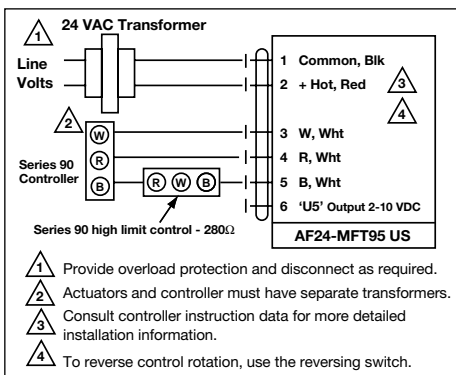 24 VAC Transformer
1
Line
Volts
1 Common, Blk
2 + Hot, Red
3
4
2
Series 90
Controller
W
R
B
3 W, Wht
4 R, Wht
5 B, Wht
6 ‘U5’ Output 2-10 VDC
R W B
Series 90 high limit control - 280Ω
AF24-MFT95 US
1 Provide overload protection and disconnect as required.
2 Actuators and controller must have separate transformers.
3 Consult controller instruction data for more detailed
installation information.
4 To reverse control rotation, use the reversing switch.